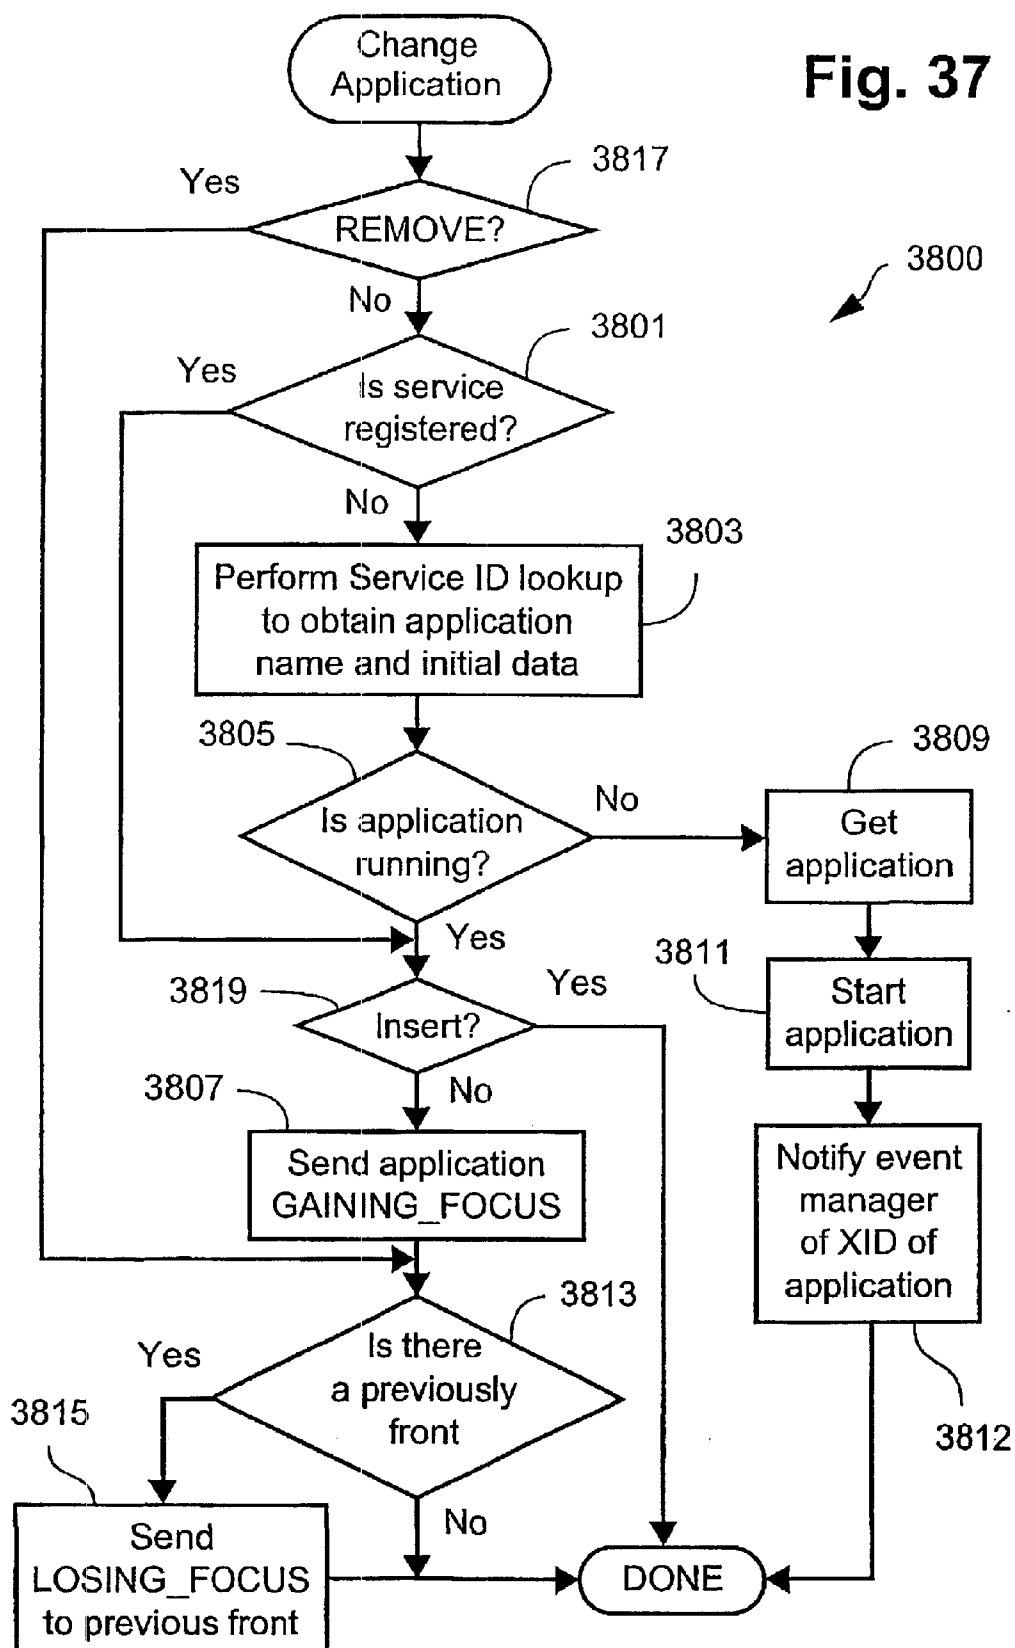 Change
Application
Fig. 37
Yes
3817
REMOVE?
3800
No
3801
Yes
Is service
registered?
No
3803
Perform Service ID lookup
to obtain application
name and initial data
3805
3809
No
Is application
running?
Get
application
Yes
3811
Yes
3819
Insert?
Start
application
3807
No
Send application
GAINING_FOCUS
Notify event
manager
of XID of
application
3813
Yes
Is there
a previously
front
3815
3812
No
Send
LOSING_FOCUS
to previous front
DONE